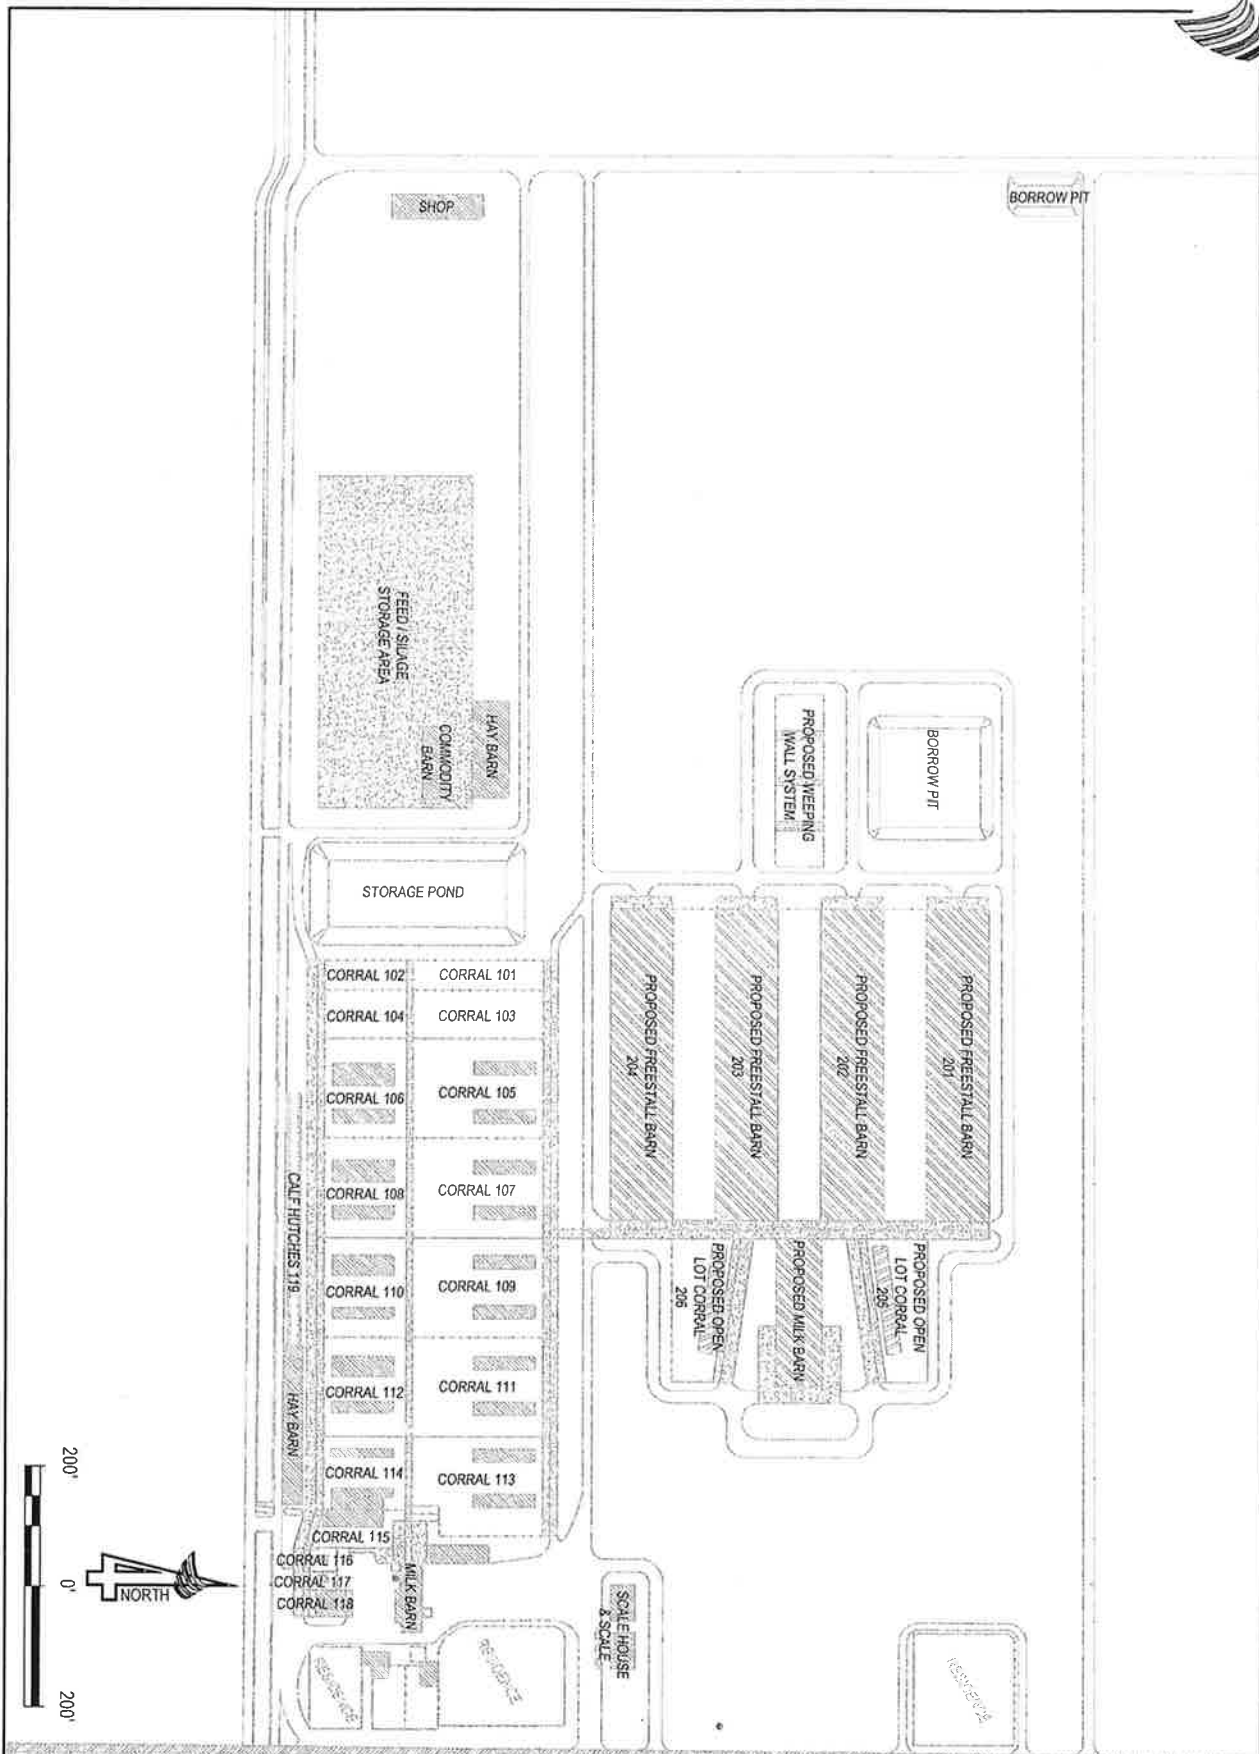 SHOP
BORROW PIT
FEED / SILAGE
STORAGE AREA
HAY BARN
COMMODITY
BARN
PROPOSED WEEPING
WALL SYSTEM
BORROW PIT
STORAGE POND
CORRAL 102
CORRAL 101
CORRAL 104
CORRAL 103
CORRAL 106
CORRAL 105
CORRAL 108
CORRAL 107
CORRAL 110
CORRAL 109
CORRAL 112
CORRAL 111
CORRAL 114
CORRAL 113
CORRAL 115
CORRAL 116
CORRAL 117
CORRAL 118
CALF HUTCHES 119
HAY BARN
MILK BARN
PROPOSED FREESTALL BARN
204
PROPOSED FREESTALL BARN
203
PROPOSED FREESTALL BARN
202
PROPOSED FREESTALL BARN
201
PROPOSED OPEN
LOT CORRAL
206
PROPOSED MILK BARN
PROPOSED OPEN
LOT CORRAL
205
SCALE HOUSE
& SCALE
RESIDENCE
RESIDENCE
RESIDENCE
200'
0'
200'
NORTH